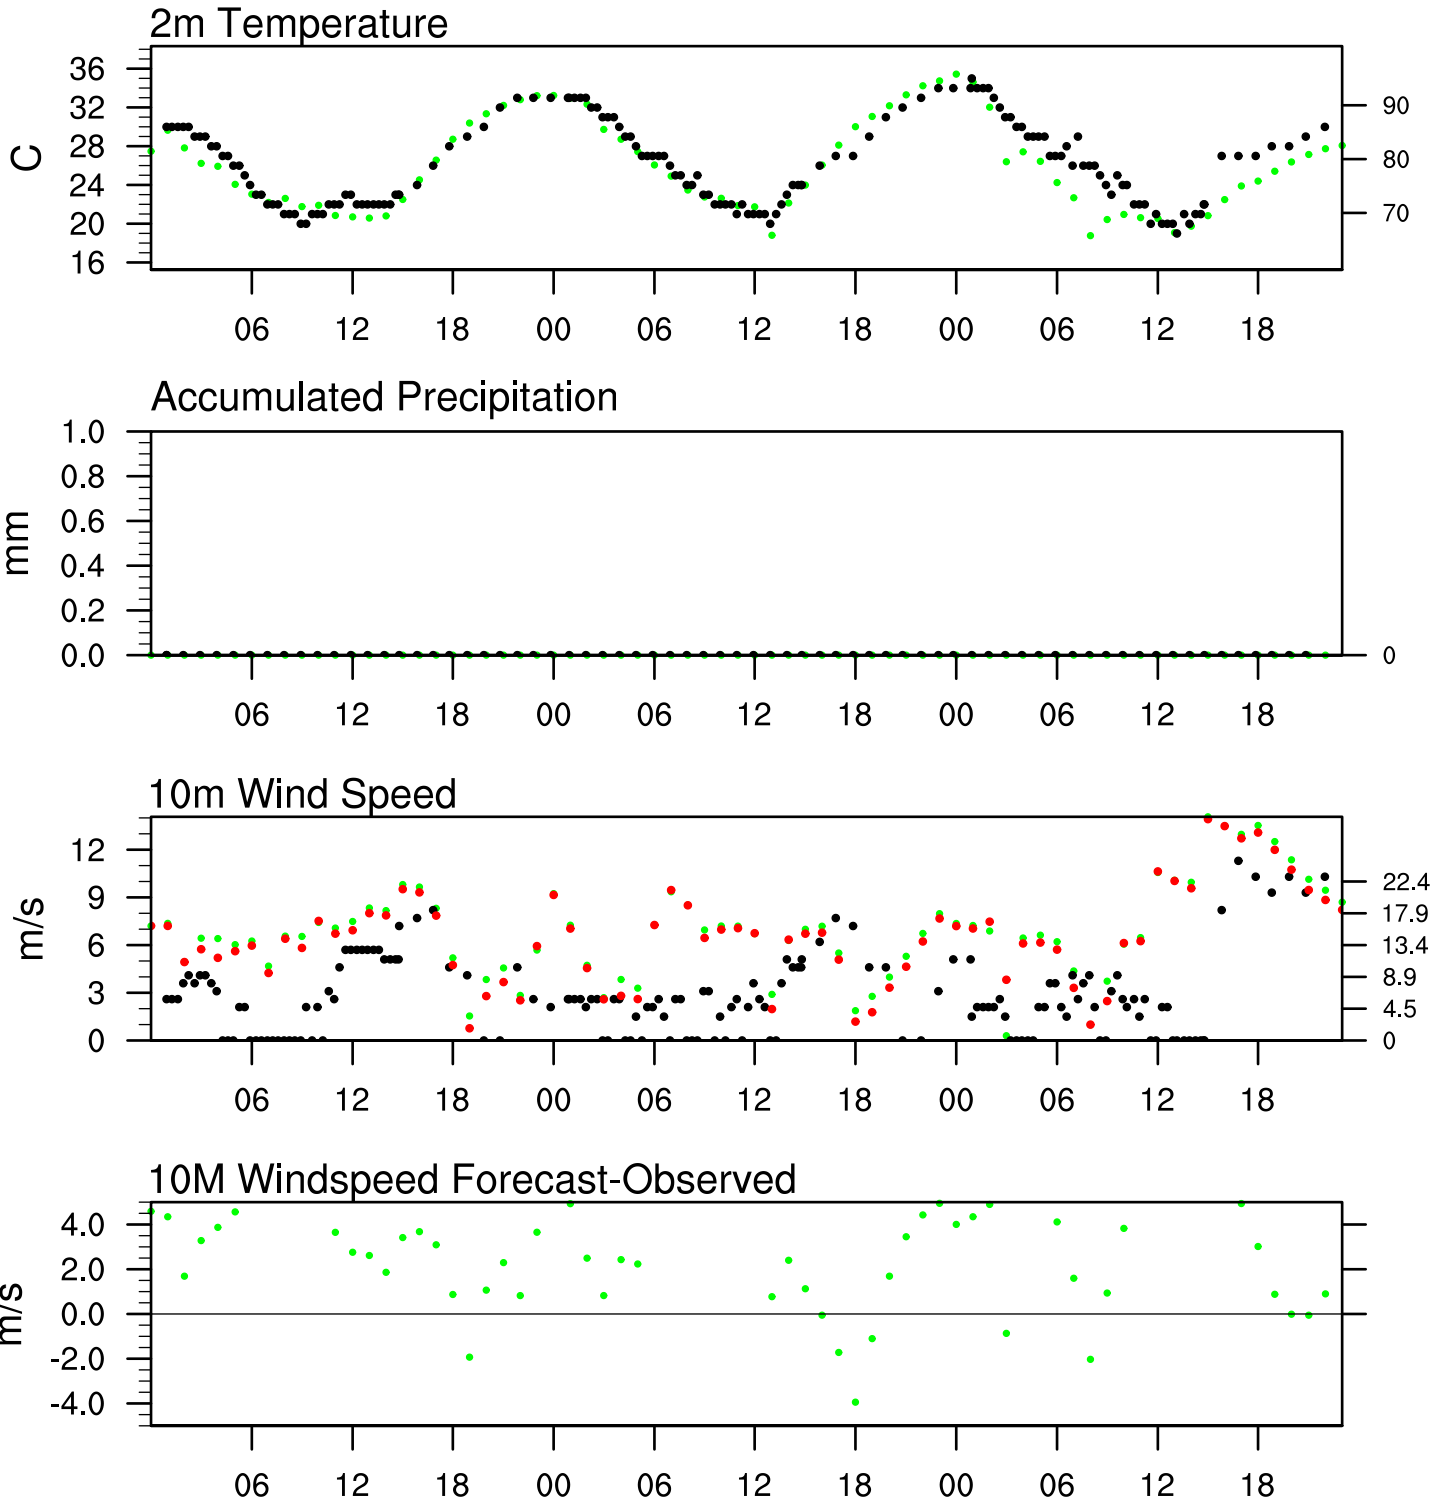 2m Temperature
36
32
28
24
20
16
C
90
80
70
06 12 18 00 06 12 18 00 06 12 18
Accumulated Precipitation
1.0
0.8
0.6
0.4
0.2
0.0
mm
0
06 12 18 00 06 12 18 00 06 12 18
10m Wind Speed
12
9
6
3
0
m/s
22.4
17.9
13.4
8.9
4.5
0
06 12 18 00 06 12 18 00 06 12 18
10M Windspeed Forecast-Observed
4.0
2.0
0.0
-2.0
-4.0
m/s
06 12 18 00 06 12 18 00 06 12 18